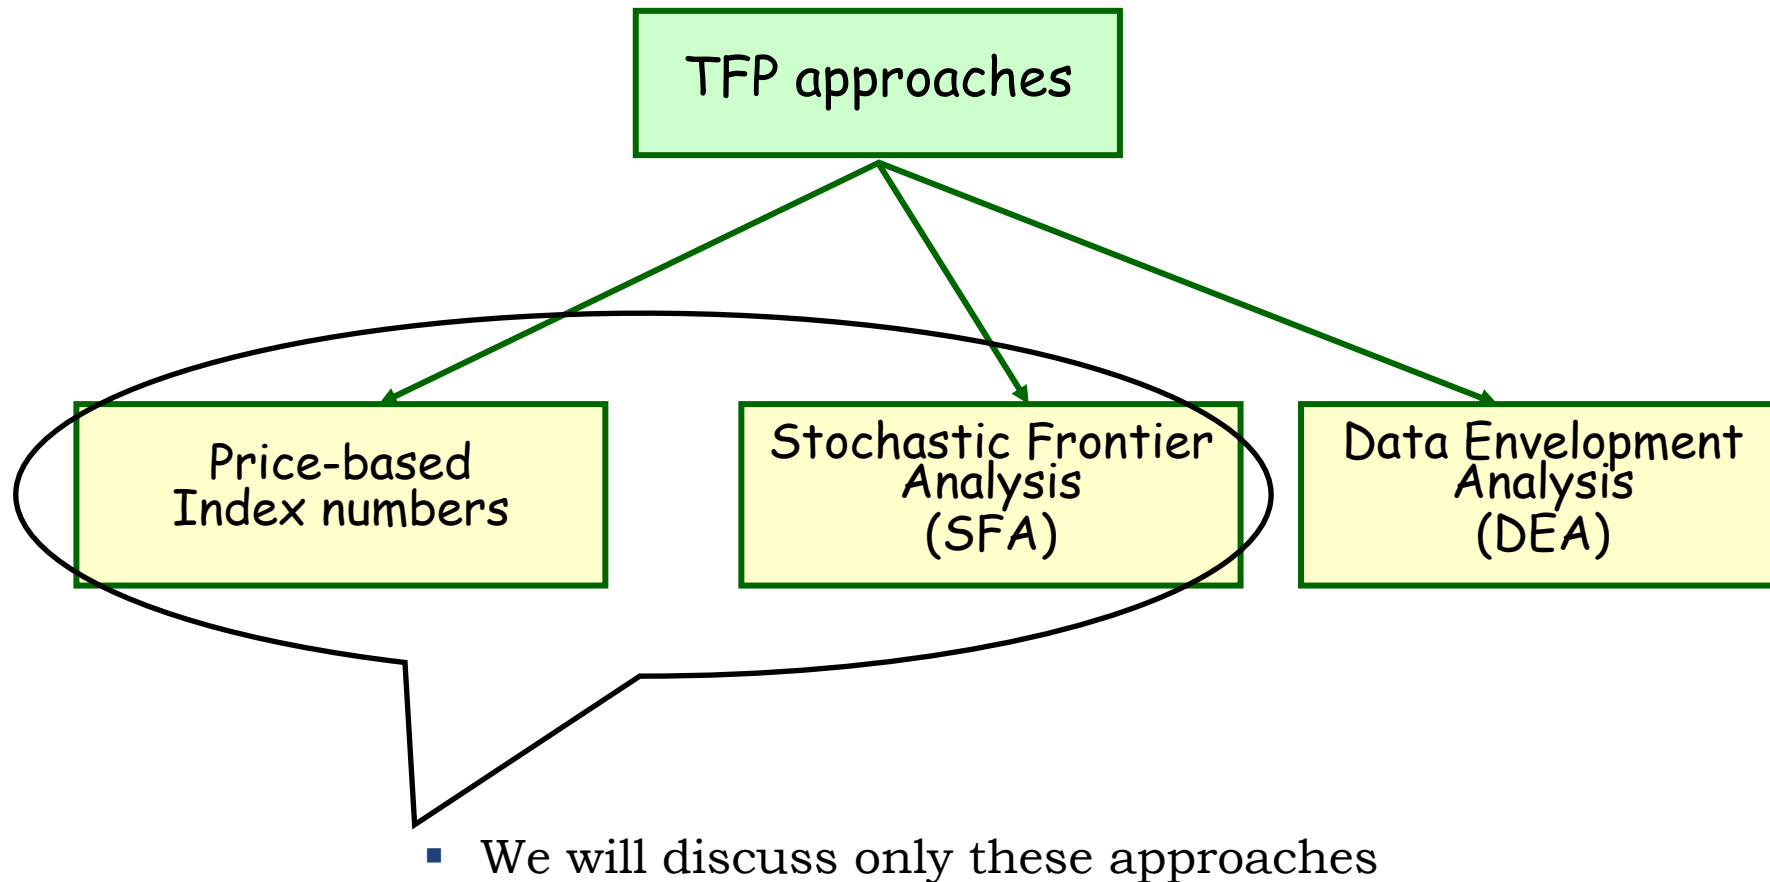 TFP approaches
Price-based
Index numbers
Stochastic Frontier
Analysis
(SFA)
Data Envelopment
Analysis
(DEA)
▪ We will discuss only these approaches